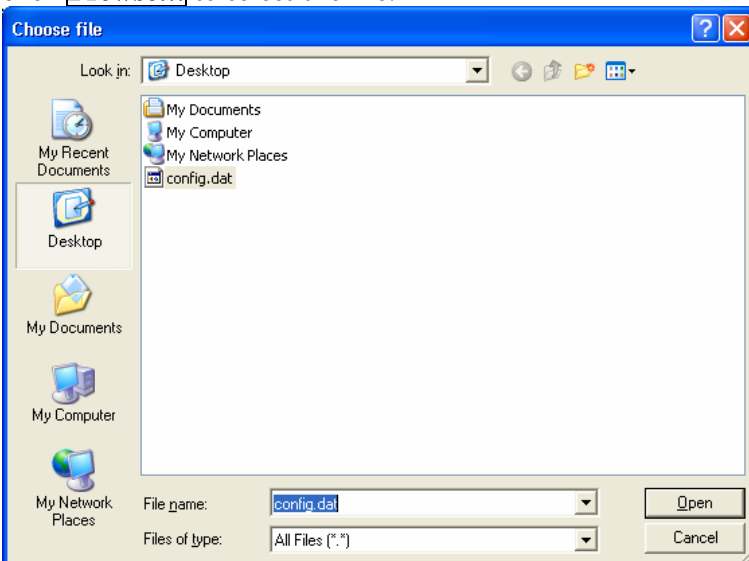 Choose file
Look in:
Desktop
My Documents
My Computer
My Network Places
config.dat
My Recent
Documents
Desktop
My Documents
My Computer
My Network
Places
File name:
config.dat
Open
Files of type:
All Files (*.*)
Cancel